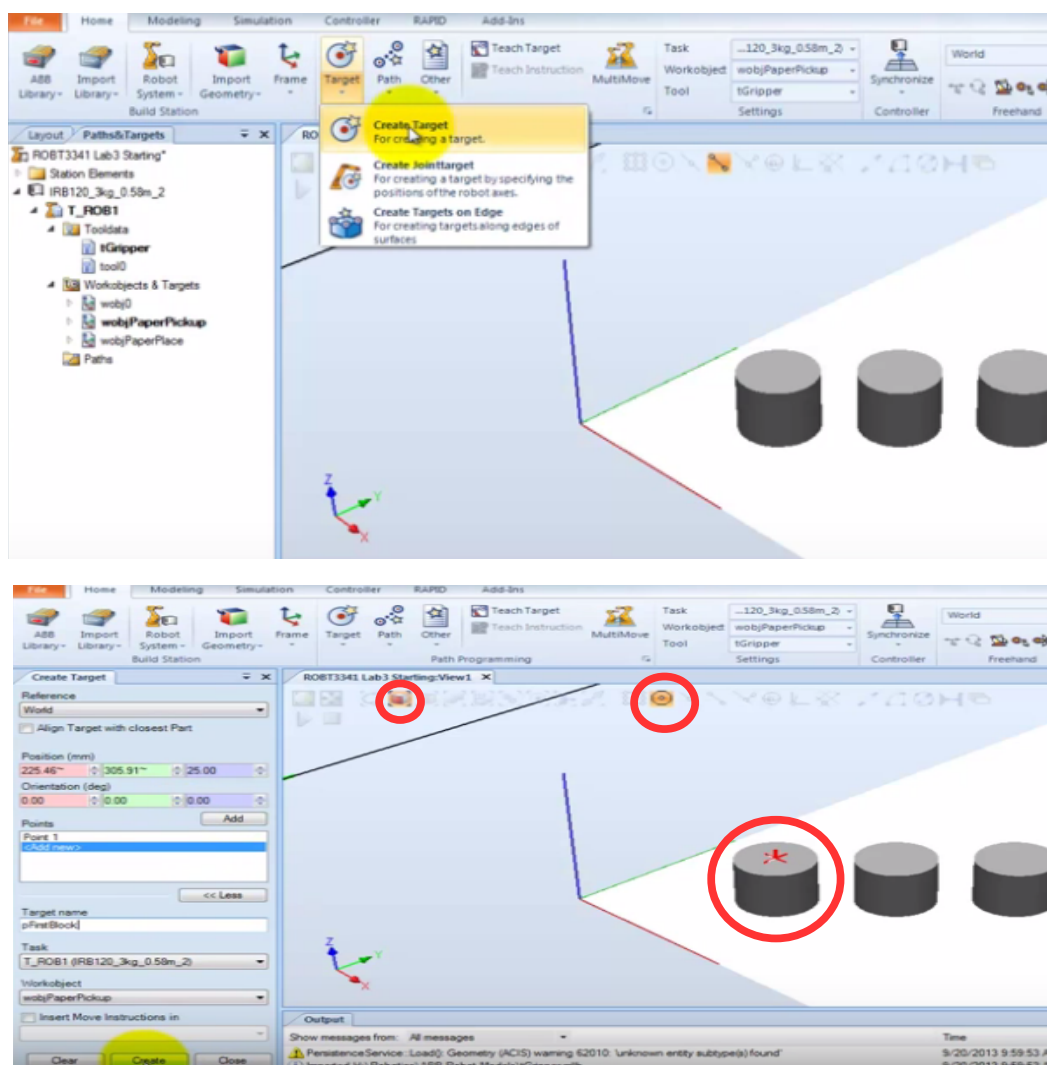 File Home Modeling Simulation Controller RAPID Add-Ins
ABB Library
Import Library
Robot System
Import Geometry
Frame
Target
Path
Other
Teach Target
Teach Instruction
MultiMove
Task ...120_3kg_0.58m_2)
Workobject wobjPaperPickup
Tool tGripper
Synchronize
World
Build Station Settings Controller Freehand
Layout Paths&Targets
RO
Create Target
For creating a target.
Create Jointtarget
For creating a target by specifying the
positions of the robot axes.
Create Targets on Edge
For creating targets along edges of
surfaces
ROBT3341 Lab3 Starting*
Station Elements
IRB120_3kg_0.58m_2
T_ROB1
Tooldata
tGripper
tool0
Workobjects & Targets
wobj0
wobjPaperPickup
wobjPaperPlace
Paths
Z
Y
X
File Home Modeling Simulation Controller RAPID Add-Ins
ABB Library
Import Library
Robot System
Import Geometry
Frame
Target
Path
Other
Teach Target
Teach Instruction
MultiMove
Task ...120_3kg_0.58m_2)
Workobject wobjPaperPickup
Tool tGripper
Synchronize
World
Build Station Path Programming Settings Controller Freehand
Create Target
ROBT3341 Lab3 Starting:View1
Reference
World
Align Target with closest Part
Position (mm)
225.46~ 305.91~ 25.00
Orientation (deg)
0.00 0.00 0.00
Add
Points
Point 1
<Add new>
<< Less
Target name
pFirstBlock
Task
T_ROB1 (IRB120_3kg_0.58m_2)
Workobject
wobjPaperPickup
Insert Move Instructions in
Clear Create Close
Z
Y
X
Output
Show messages from: All messages Time
PersistenceService::Load(): Geometry (ACIS) warning 62010: 'unknown entity subtype(s) found' 9/20/2013 9:59:53 A